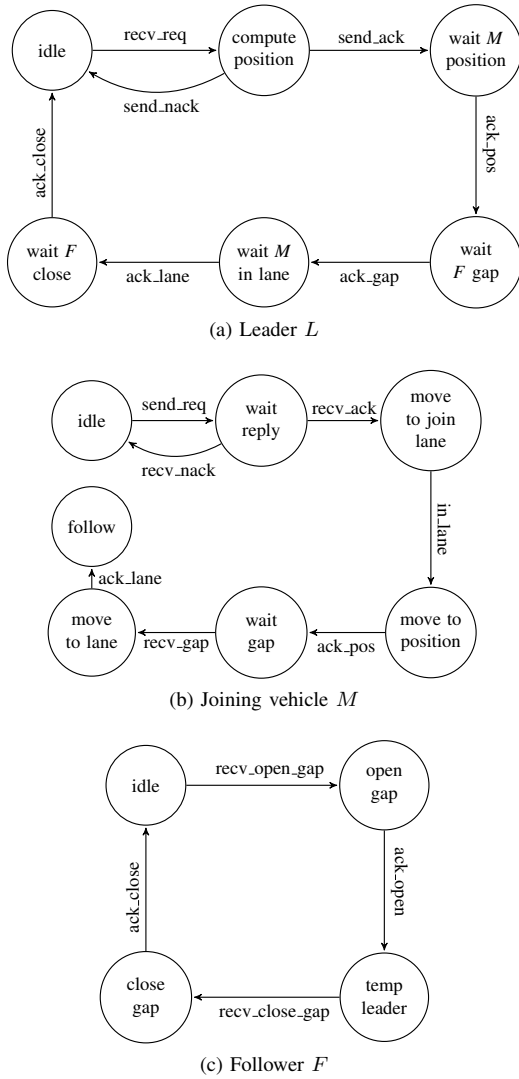 recv_req
send_ack
idle
compute
position
wait M
position
send_nack
ack_close
ack_pos
wait F
close
wait M
in lane
wait
F gap
ack_lane
ack_gap
(a) Leader L
send_req
recv_ack
idle
wait
reply
move
to join
lane
recv_nack
follow
in_lane
ack_lane
move
to lane
wait
gap
move to
position
recv_gap
ack_pos
(b) Joining vehicle M
recv_open_gap
idle
open
gap
ack_close
ack_open
close
gap
temp
leader
recv_close_gap
(c) Follower F